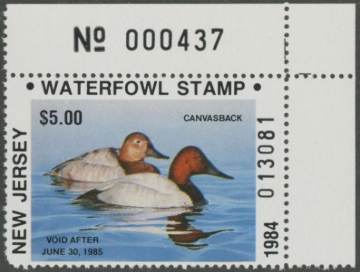 No 000437
• WATERFOWL STAMP •
$5.00
CANVASBACK
NEW JERSEY
VOID AFTER
JUNE 30, 1985
1984
013081